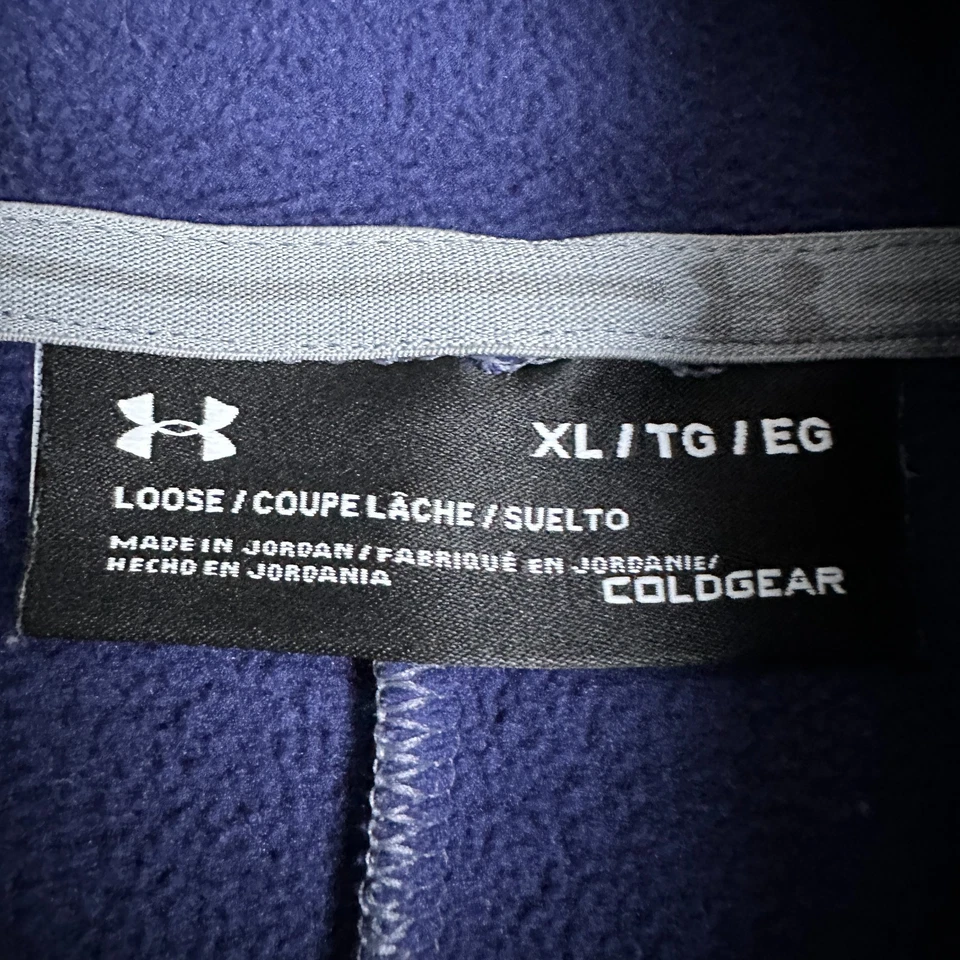 XL / TG / EG
LOOSE / COUPE LÂCHE / SUELTO
MADE IN JORDAN / FABRIQUÉ EN JORDANIE/
HECHO EN JORDANIA
COLDGEAR